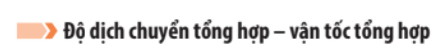 Độ dịch chuyển tổng hợp – vận tốc tổng hợp